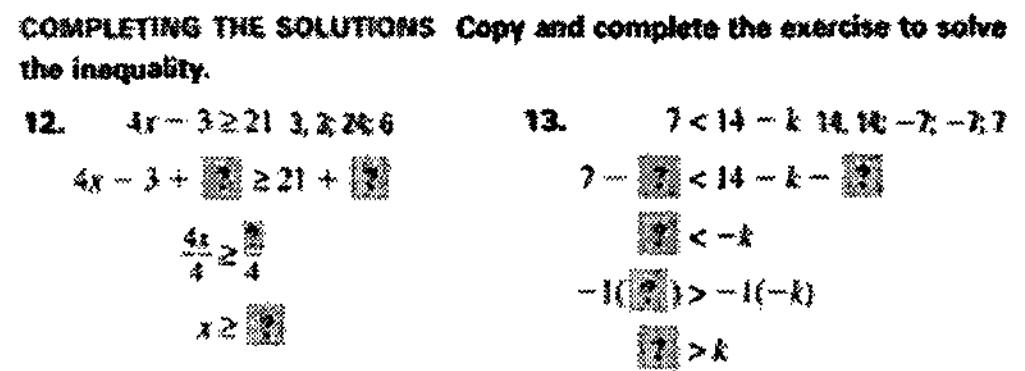 COMPLETING THE SOLUTIONS Copy and complete the exercise to solve
the inequality.
12. 4x - 3 ≥ 21 3, 3; 24; 6
4x - 3 + ? ≥ 21 + ?
4x/4 ≥ ?/4
x ≥ ?
13. 7 < 14 - k 14, 14; -7; -7; 7
7 - ? < 14 - k - ?
? < -k
-1(?) > -1(-k)
? > k